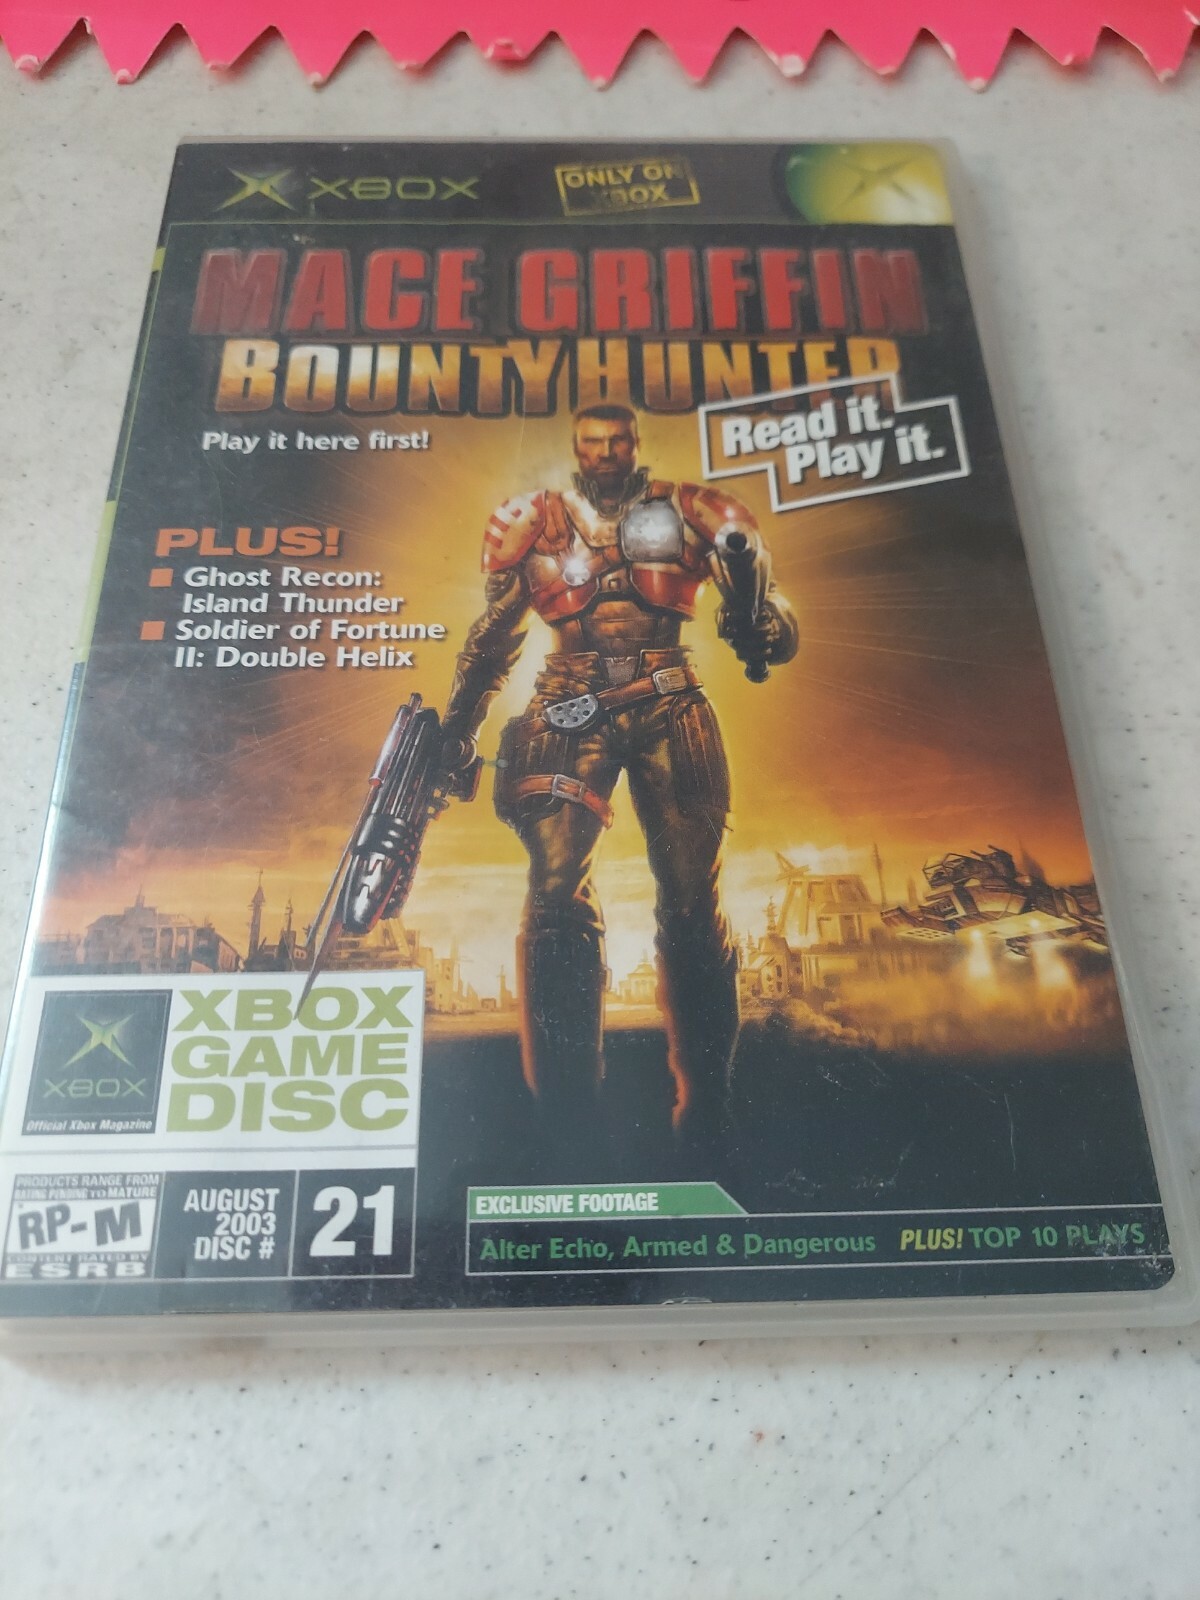 XBOX
ONLY ON
XBOX
MACE GRIFFIN
BOUNTY HUNTER
Play it here first!
Read it.
Play it.
PLUS!
Ghost Recon:
Island Thunder
Soldier of Fortune
II: Double Helix
XBOX
GAME
DISC
XBOX
Official Xbox Magazine
PRODUCTS RANGE FROM
RATING PENDING TO MATURE
RP-M
CONTENT RATED BY
ESRB
AUGUST
2003
DISC #
21
EXCLUSIVE FOOTAGE
Alter Echo, Armed & Dangerous PLUS! TOP 10 PLAYS